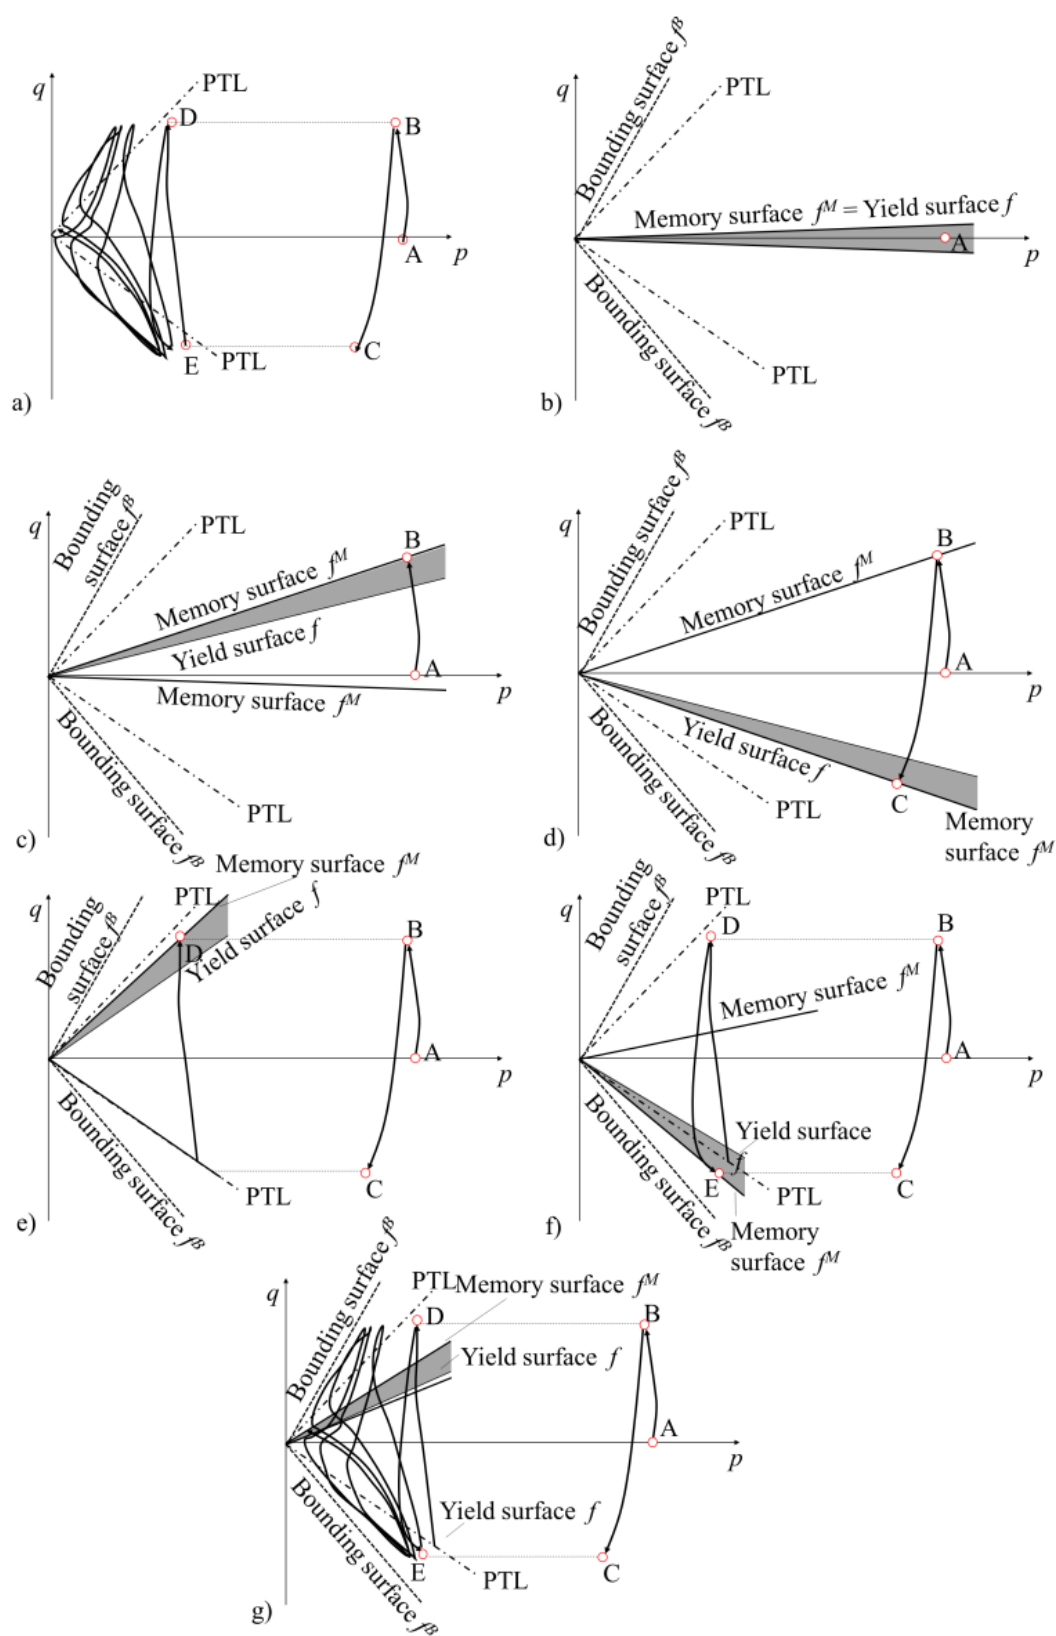 q
PTL
D
B
A
p
E
C
PTL
a)
q
Bounding surface f^B
PTL
Memory surface f^M = Yield surface f
A
p
Bounding surface f^B
PTL
b)
q
Bounding
surface f^B
PTL
B
Memory surface f^M
Yield surface f
A
p
Memory surface f^M
Bounding surface f^B
PTL
c)
q
Bounding surface f^B
PTL
B
Memory surface f^M
A
p
Yield surface f
Bounding surface f^B
C
PTL
Memory
surface f^M
d)
Memory surface f^M
q
Bounding
surface f^B
PTL
Yield surface f
D
B
A
p
Bounding surface f^B
PTL
C
e)
q
Bounding
surface f^B
PTL
D
B
Memory surface f^M
A
p
Yield surface
f
Bounding surface f^B
E
PTL
C
Memory
surface f^M
f)
q
Bounding surface f^B
PTL
Memory surface f^M
D
B
Yield surface f
A
p
Bounding surface f^B
Yield surface f
E
PTL
C
g)